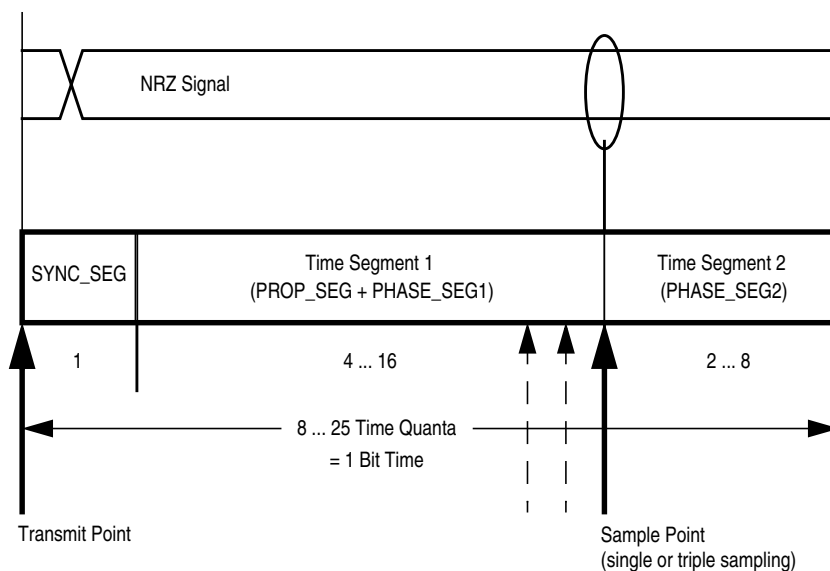 NRZ Signal
SYNC_SEG
Time Segment 1
(PROP_SEG + PHASE_SEG1)
Time Segment 2
(PHASE_SEG2)
1
4 ... 16
2 ... 8
8 ... 25 Time Quanta
= 1 Bit Time
Transmit Point
Sample Point
(single or triple sampling)